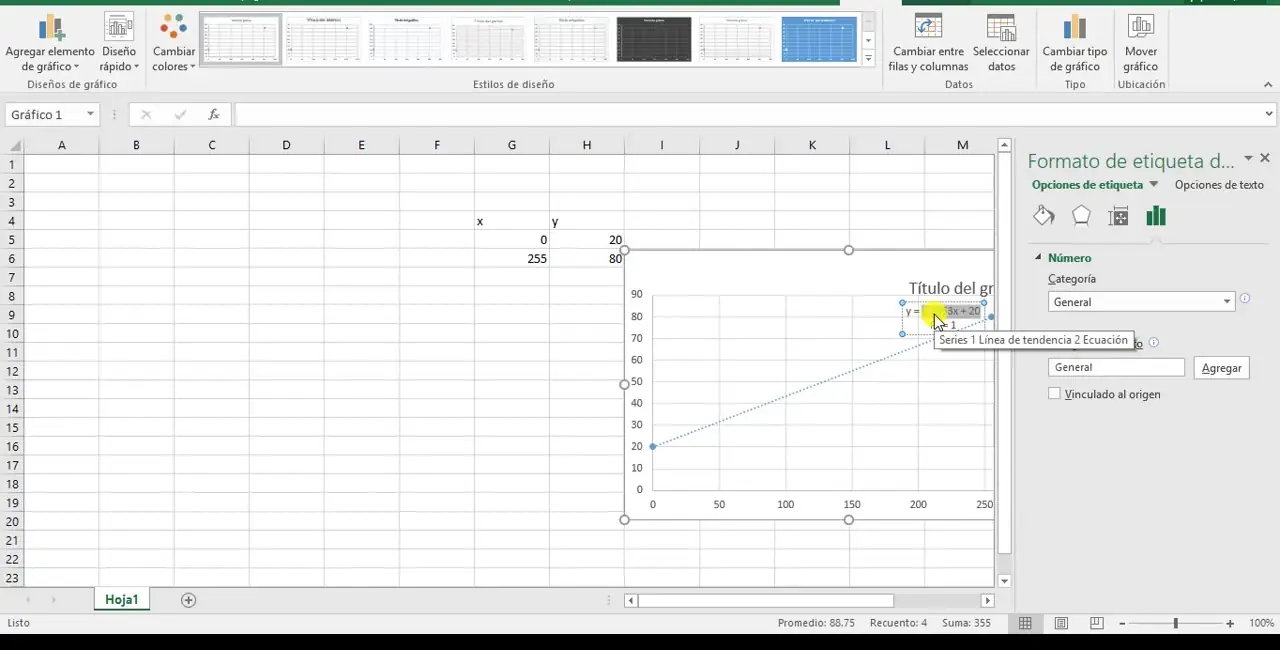 Agregar elemento de gráfico
Diseño rápido
Cambiar colores
Cambiar entre filas y columnas
Seleccionar datos
Cambiar tipo de gráfico
Mover gráfico
Diseños de gráfico
Estilos de diseño
Datos
Tipo
Ubicación
Gráfico 1
fx
A B C D E F G H I J K L M
1
2
3
4 x y
5 0 20
6 255 80
7
8
9
10
11
12
13
14
15
16
17
18
19
20
21
22
23
Título del gr
y = 3x + 20
= 1
Series 1 Línea de tendencia 2 Ecuación
90
80
70
60
50
40
30
20
10
0
0 50 100 150 200 250
Formato de etiqueta d...
Opciones de etiqueta
Opciones de texto
Número
Categoría
General
General
Agregar
Vinculado al origen
Hoja1
Listo
Promedio: 88.75
Recuento: 4
Suma: 355
100%